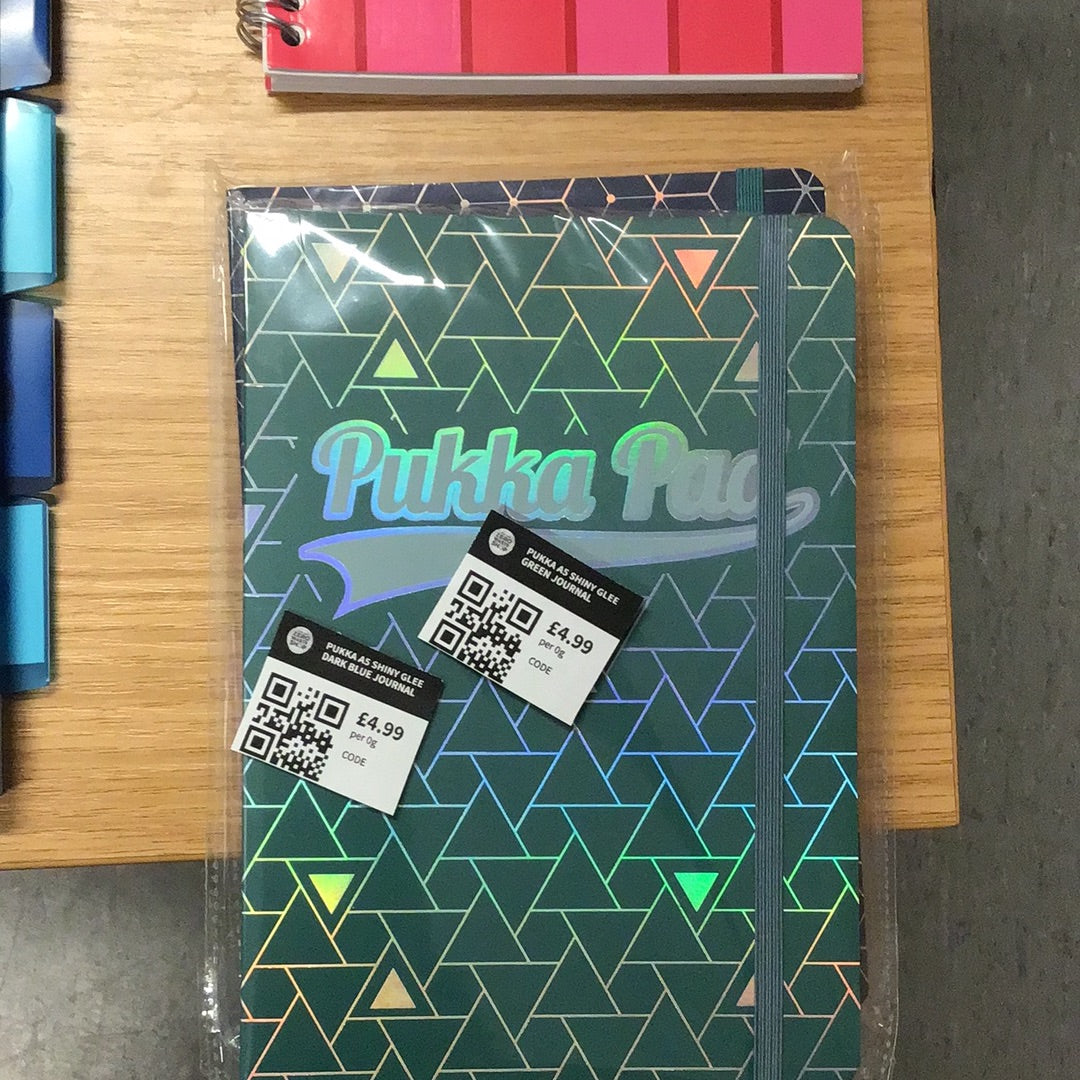 Pukka Pad
PUKKA A5 SHINY GLEE
GREEN JOURNAL
£4.99
per 0g
CODE
PUKKA A5 SHINY GLEE
DARK BLUE JOURNAL
£4.99
per 0g
CODE